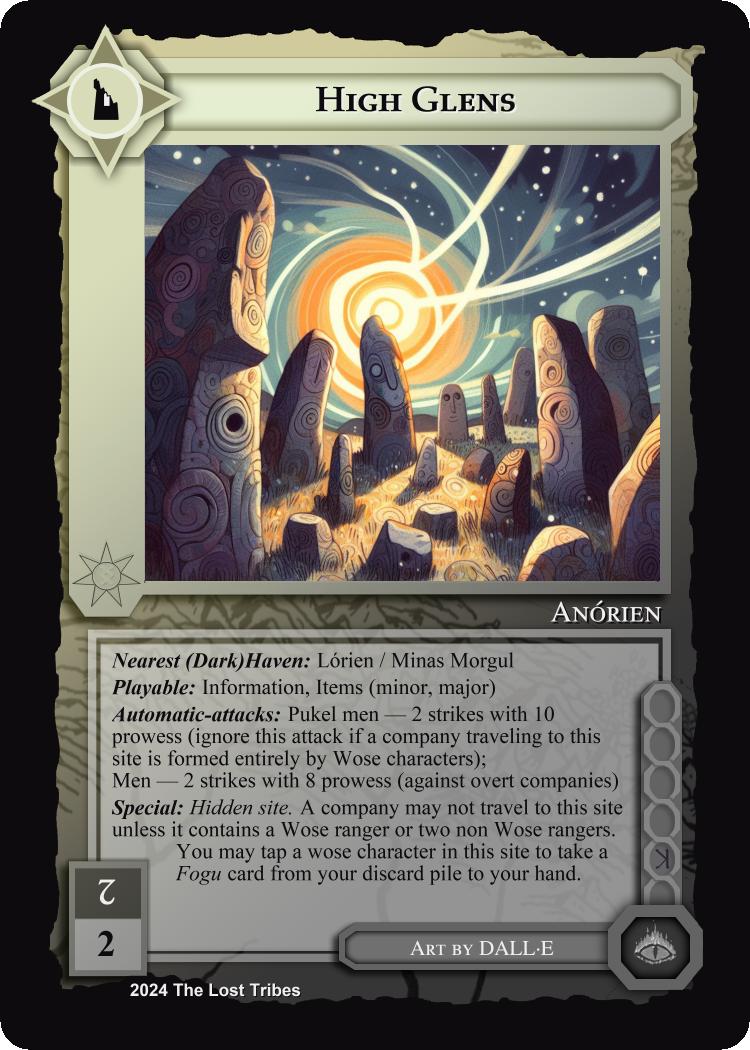 High Glens
Anórien
Nearest (Dark)Haven: Lórien / Minas Morgul
Playable: Information, Items (minor, major)
Automatic-attacks: Pukel men — 2 strikes with 10
prowess (ignore this attack if a company traveling to this
site is formed entirely by Wose characters);
Men — 2 strikes with 8 prowess (against overt companies)
Special: Hidden site. A company may not travel to this site
unless it contains a Wose ranger or two non Wose rangers.
You may tap a wose character in this site to take a
Fogu card from your discard pile to your hand.
2
2
Art by DALL·E
2024 The Lost Tribes